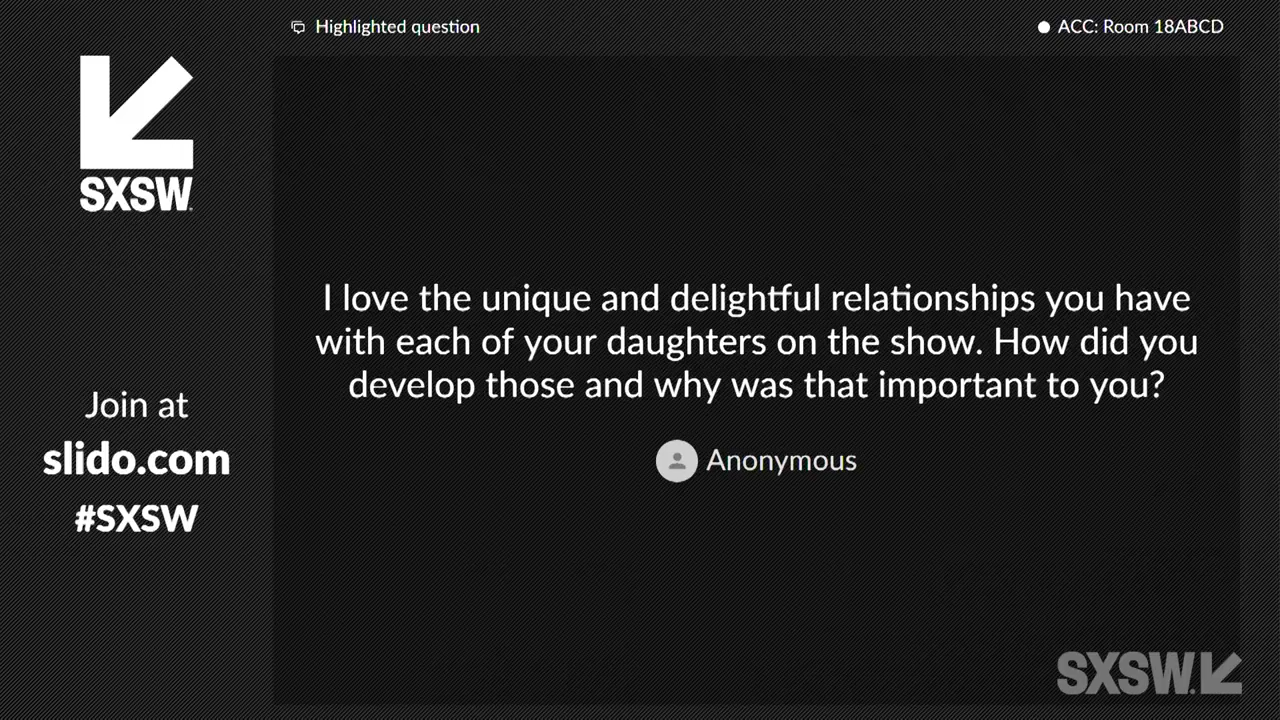 Highlighted question
ACC: Room 18ABCD
SXSW
I love the unique and delightful relationships you have
with each of your daughters on the show. How did you
develop those and why was that important to you?
Anonymous
Join at
slido.com
#SXSW
SXSW